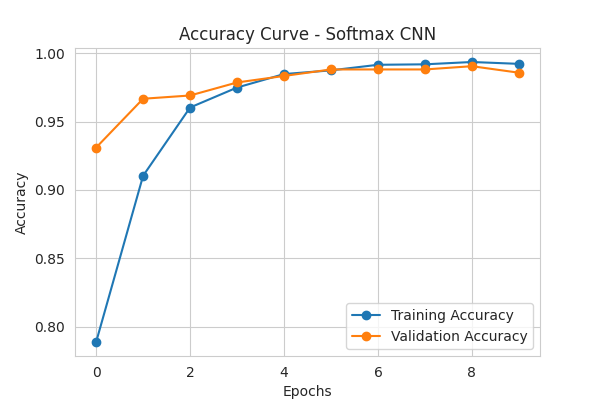 Accuracy Curve - Softmax CNN
1.00
0.95
0.90
0.85
0.80
Accuracy
0 2 4 6 8
Epochs
Training Accuracy
Validation Accuracy